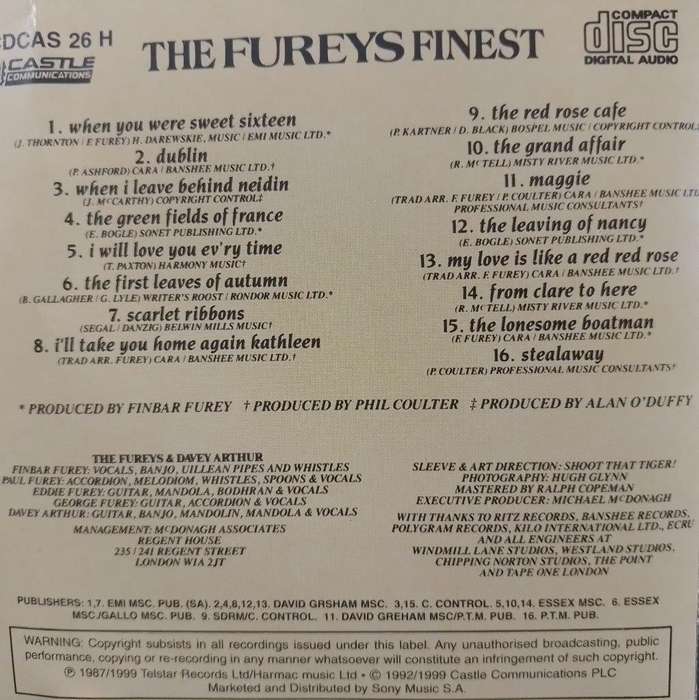 DCAS 26 H
CASTLE
COMMUNICATIONS
THE FUREYS FINEST
COMPACT
disc
DIGITAL AUDIO
1. when you were sweet sixteen
(J. THORNTON / F. FUREY) H. DAREWSKIE, MUSIC / EMI MUSIC LTD.*
2. dublin
(P. ASHFORD) CARA / BANSHEE MUSIC LTD.†
3. when i leave behind neidin
(J. McCARTHY) COPYRIGHT CONTROL‡
4. the green fields of france
(E. BOGLE) SONET PUBLISHING LTD.*
5. i will love you ev'ry time
(T. PAXTON) HARMONY MUSIC†
6. the first leaves of autumn
(B. GALLAGHER / G. LYLE) WRITER'S ROOST / RONDOR MUSIC LTD.*
7. scarlet ribbons
(SEGAL / DANZIG) BELWIN MILLS MUSIC†
8. i'll take you home again kathleen
(TRAD ARR. FUREY) CARA / BANSHEE MUSIC LTD.†
9. the red rose cafe
(P. KARTNER / D. BLACK) BOSPEL MUSIC / COPYRIGHT CONTROL
10. the grand affair
(R. McTELL) MISTY RIVER MUSIC LTD.*
11. maggie
(TRAD ARR. F. FUREY / P. COULTER) CARA / BANSHEE MUSIC LTD
PROFESSIONAL MUSIC CONSULTANTS†
12. the leaving of nancy
(E. BOGLE) SONET PUBLISHING LTD.*
13. my love is like a red red rose
(TRAD ARR. F. FUREY) CARA / BANSHEE MUSIC LTD.†
14. from clare to here
(R. McTELL) MISTY RIVER MUSIC LTD.*
15. the lonesome boatman
(F. FUREY) CARA / BANSHEE MUSIC LTD.*
16. stealaway
(P. COULTER) PROFESSIONAL MUSIC CONSULTANTS†
* PRODUCED BY FINBAR FUREY † PRODUCED BY PHIL COULTER ‡ PRODUCED BY ALAN O'DUFFY
THE FUREYS & DAVEY ARTHUR
FINBAR FUREY: VOCALS, BANJO, UILLEAN PIPES AND WHISTLES
PAUL FUREY: ACCORDION, MELODIOM, WHISTLES, SPOONS & VOCALS
EDDIE FUREY: GUITAR, MANDOLA, BODHRAN & VOCALS
GEORGE FUREY: GUITAR, ACCORDION & VOCALS
DAVEY ARTHUR: GUITAR, BANJO, MANDOLIN, MANDOLA & VOCALS
MANAGEMENT: McDONAGH ASSOCIATES
REGENT HOUSE
235 / 241 REGENT STREET
LONDON W1A 2JT
SLEEVE & ART DIRECTION: SHOOT THAT TIGER!
PHOTOGRAPHY: HUGH GLYNN
MASTERED BY RALPH COPEMAN
EXECUTIVE PRODUCER: MICHAEL McDONAGH
WITH THANKS TO RITZ RECORDS, BANSHEE RECORDS,
POLYGRAM RECORDS, KILO INTERNATIONAL LTD., ECRU
AND ALL ENGINEERS AT
WINDMILL LANE STUDIOS, WESTLAND STUDIOS,
CHIPPING NORTON STUDIOS, THE POINT
AND TAPE ONE LONDON
PUBLISHERS: 1,7. EMI MSC. PUB. (SA). 2,4,8,12,13. DAVID GRSHAM MSC. 3,15. C. CONTROL. 5,10,14. ESSEX MSC. 6. ESSEX
MSC./GALLO MSC. PUB. 9. SDRM/C. CONTROL. 11. DAVID GREHAM MSC/P.T.M. PUB. 16. P.T.M. PUB.
WARNING: Copyright subsists in all recordings issued under this label. Any unauthorised broadcasting, public
performance, copying or re-recording in any manner whatsoever will constitute an infringement of such copyright.
℗ 1987/1999 Telstar Records Ltd/Harmac music Ltd • © 1992/1999 Castle Communications PLC
Marketed and Distributed by Sony Music S.A.